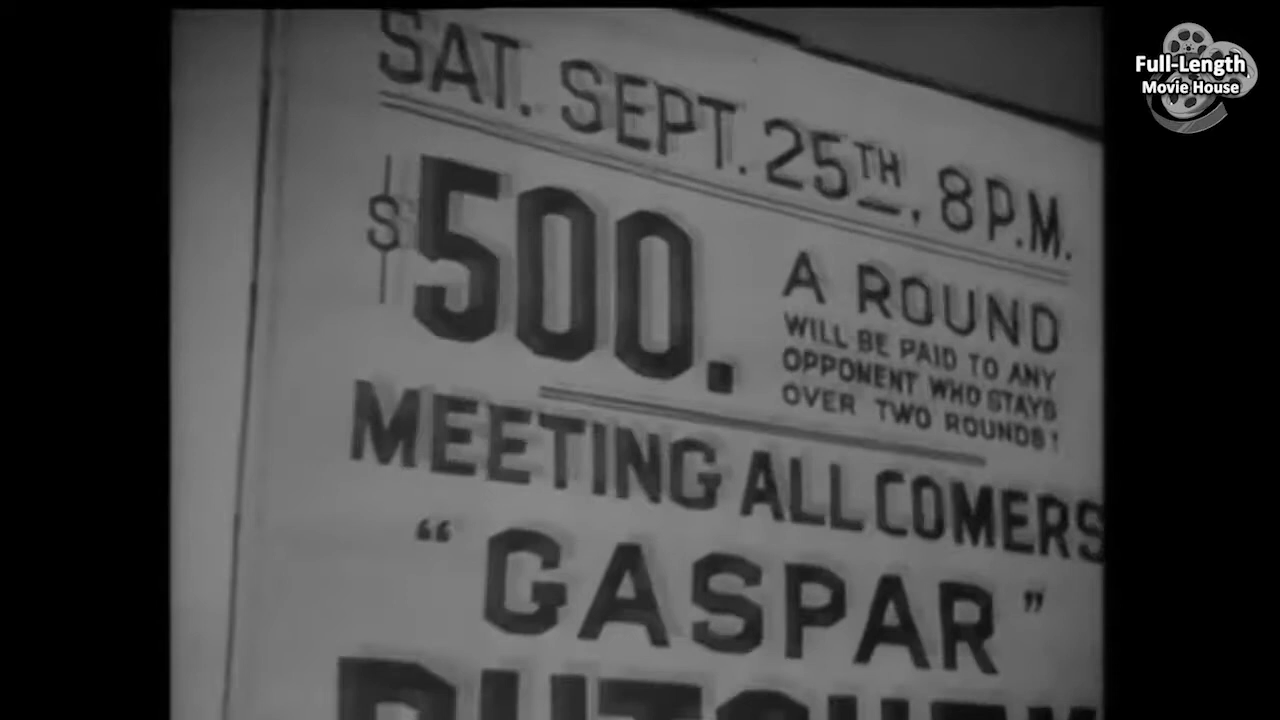 SAT. SEPT. 25TH, 8 P.M.
$500.
A ROUND
WILL BE PAID TO ANY
OPPONENT WHO STAYS
OVER TWO ROUNDS!
MEETING ALL COMERS
“GASPAR”
Full-Length
Movie House